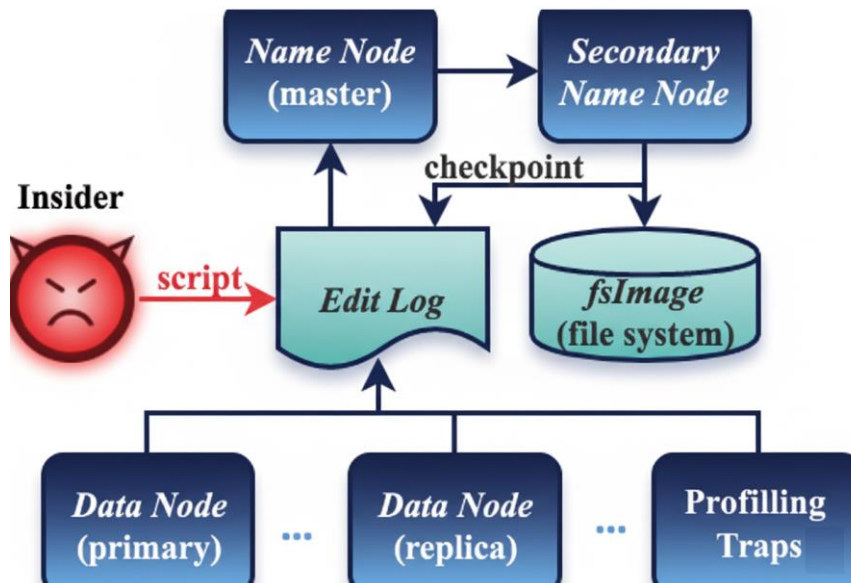 Name Node
(master)
Secondary
Name Node
checkpoint
Insider
script
Edit Log
fsImage
(file system)
Data Node
(primary)
...
Data Node
(replica)
...
Profilling
Traps